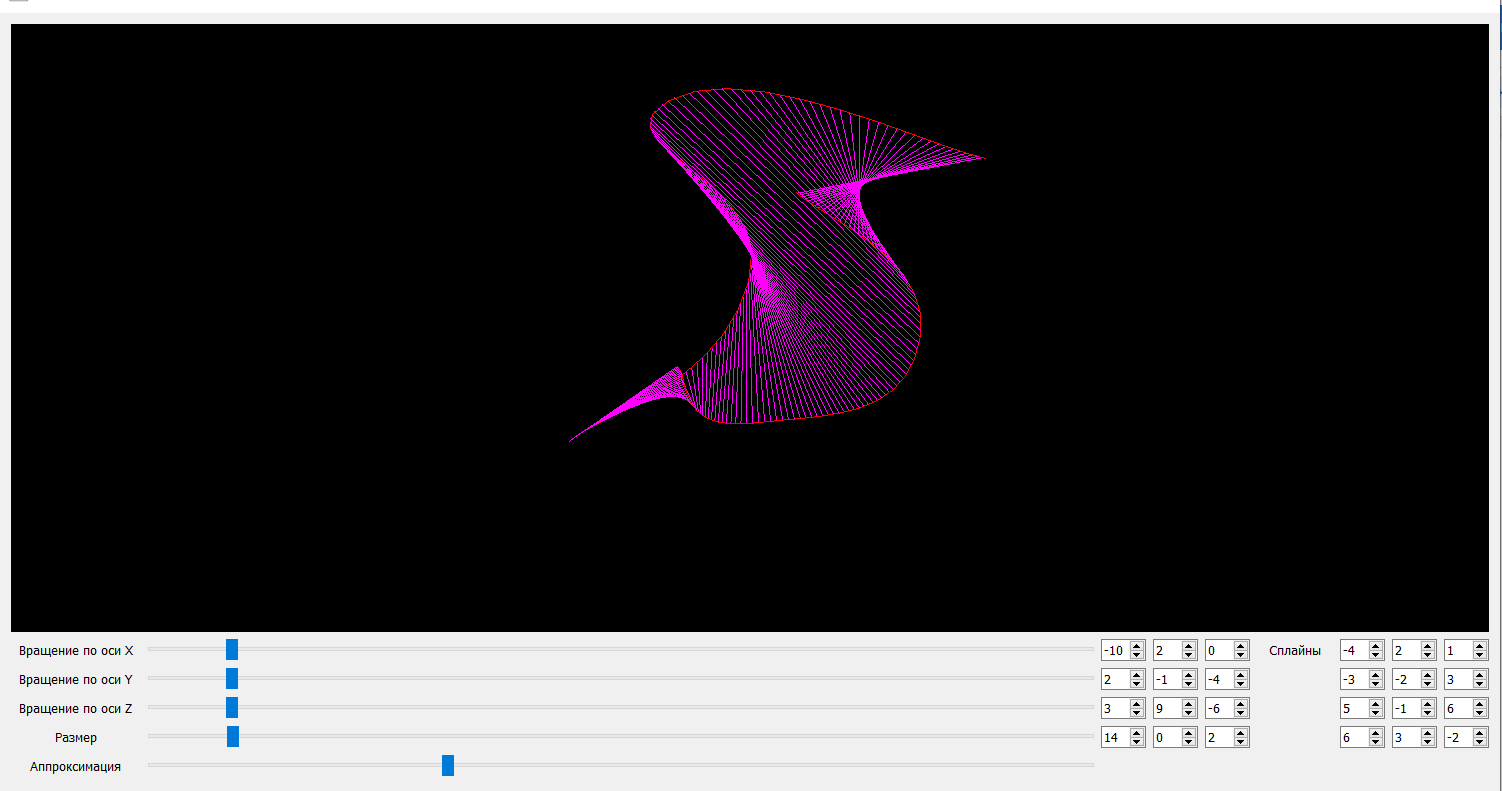 Вращение по оси X -10 2 0 Сплайны -4 2 1
Вращение по оси Y 2 -1 -4 -3 -2 3
Вращение по оси Z 3 9 -6 5 -1 6
Размер 14 0 2 6 3 -2
Аппроксимация